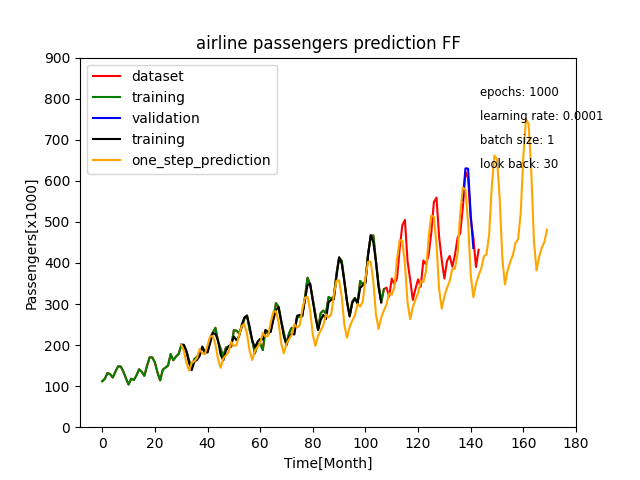 airline passengers prediction FF
900
800
700
600
500
400
300
200
100
0
Passengers[x1000]
dataset
training
validation
training
one_step_prediction
epochs: 1000
learning rate: 0.0001
batch size: 1
look back: 30
0 20 40 60 80 100 120 140 160 180
Time[Month]